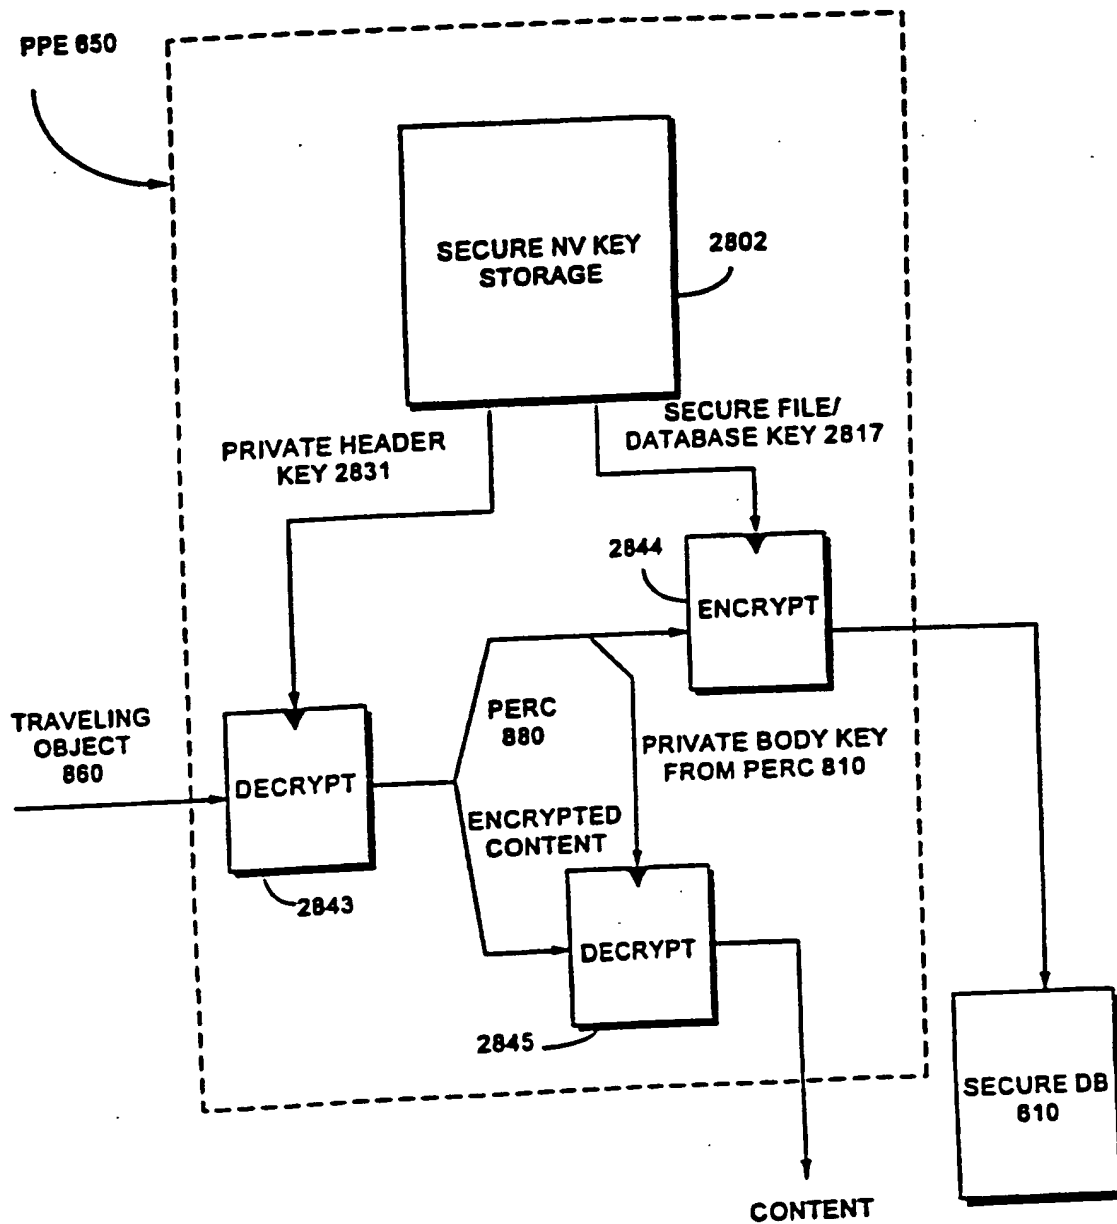 PPE 650
SECURE NV KEY
STORAGE
2802
PRIVATE HEADER
KEY 2831
SECURE FILE/
DATABASE KEY 2817
2844
ENCRYPT
TRAVELING
OBJECT
860
DECRYPT
PERC
880
PRIVATE BODY KEY
FROM PERC 810
ENCRYPTED
CONTENT
2843
DECRYPT
2845
SECURE DB
610
CONTENT